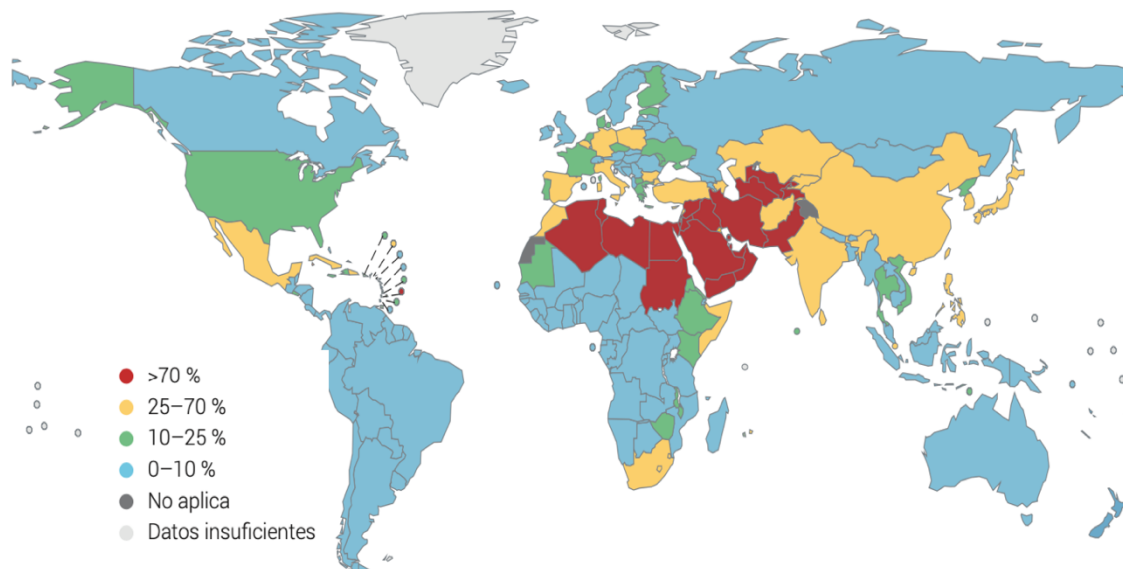 >70 %
25–70 %
10–25 %
0–10 %
No aplica
Datos insuficientes